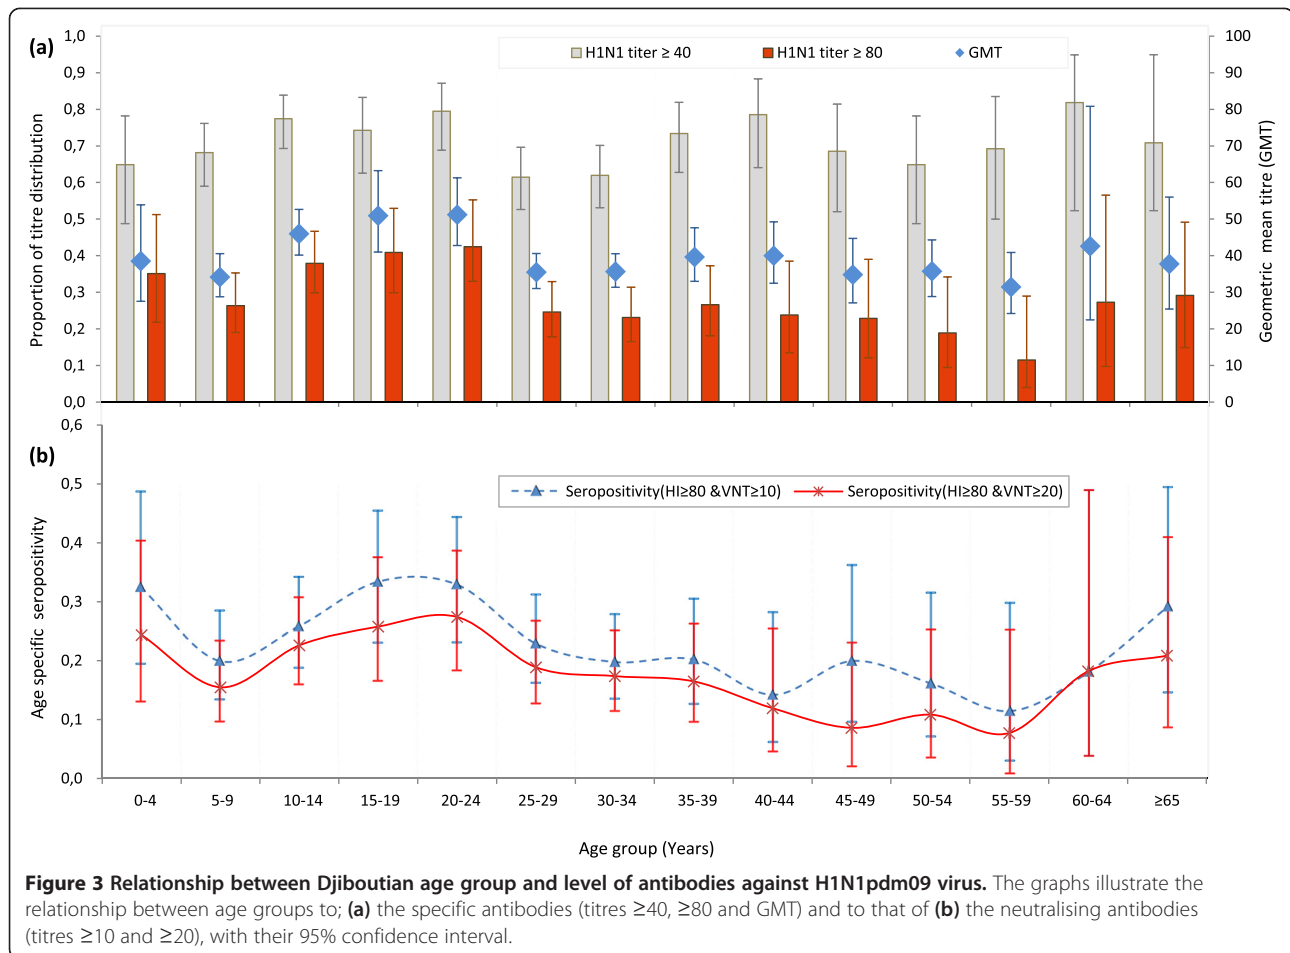 (a)
H1N1 titer ≥ 40
H1N1 titer ≥ 80
GMT
Proportion of titre distribution
1,0
0,9
0,8
0,7
0,6
0,5
0,4
0,3
0,2
0,1
0,0
Geometric mean titre (GMT)
100
90
80
70
60
50
40
30
20
10
0
(b)
Seropositivity(HI≥80 &VNT≥10)
Seropositivity(HI≥80 &VNT≥20)
Age specific seropositivity
0,6
0,5
0,4
0,3
0,2
0,1
0,0
0-4 5-9 10-14 15-19 20-24 25-29 30-34 35-39 40-44 45-49 50-54 55-59 60-64 ≥65
Age group (Years)
Figure 3 Relationship between Djiboutian age group and level of antibodies against H1N1pdm09 virus. The graphs illustrate the
relationship between age groups to; (a) the specific antibodies (titres ≥40, ≥80 and GMT) and to that of (b) the neutralising antibodies
(titres ≥10 and ≥20), with their 95% confidence interval.